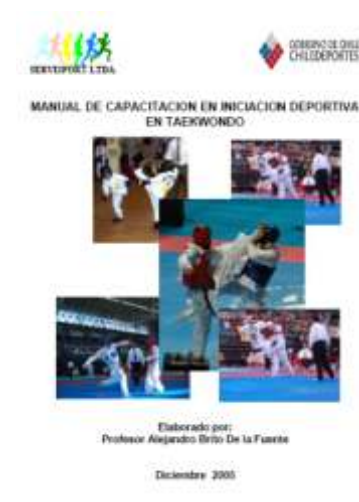 SERVISPORT LTDA.
GOBIERNO DE CHILE
CHILEDEPORTES
MANUAL DE CAPACITACION EN INICIACION DEPORTIVA
EN TAEKWONDO
Elaborado por:
Profesor Alejandro Brito De la Fuente
Diciembre 2005